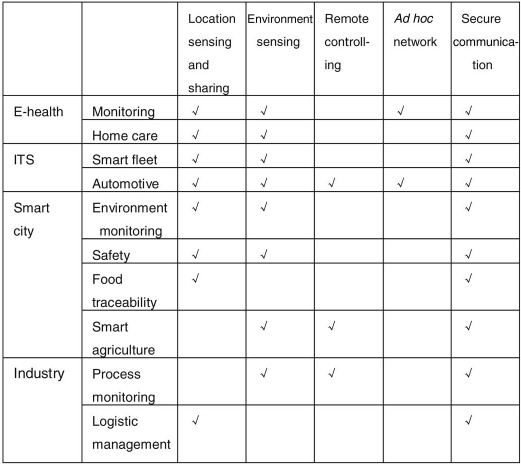 Location sensing and sharing | Environment sensing | Remote controll-ing | Ad hoc network | Secure communica-tion
E-health | Monitoring | √ | √ | | √ | √
Home care | √ | √ | | | √
ITS | Smart fleet | √ | √ | | | √
Automotive | √ | √ | √ | √ | √
Smart city | Environment monitoring | √ | √ | | | √
Safety | √ | √ | | | √
Food traceability | √ | | | | √
Smart agriculture | | √ | √ | | √
Industry | Process monitoring | | √ | √ | | √
Logistic management | √ | | | | √